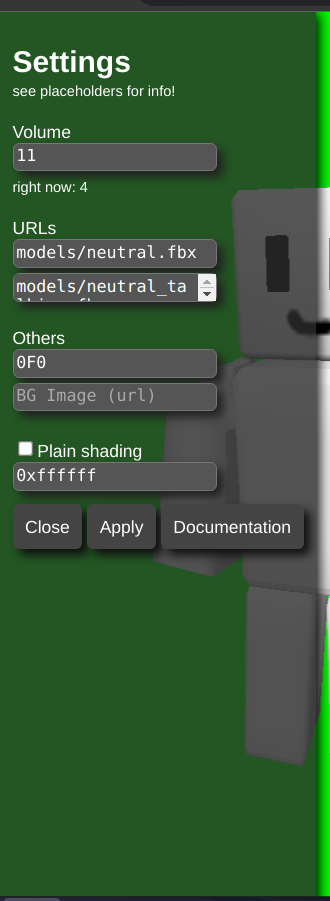 Settings
see placeholders for info!
Volume
11
right now: 4
URLs
models/neutral.fbx
models/neutral_ta
Others
0F0
BG Image (url)
Plain shading
0xffffff
Close Apply Documentation